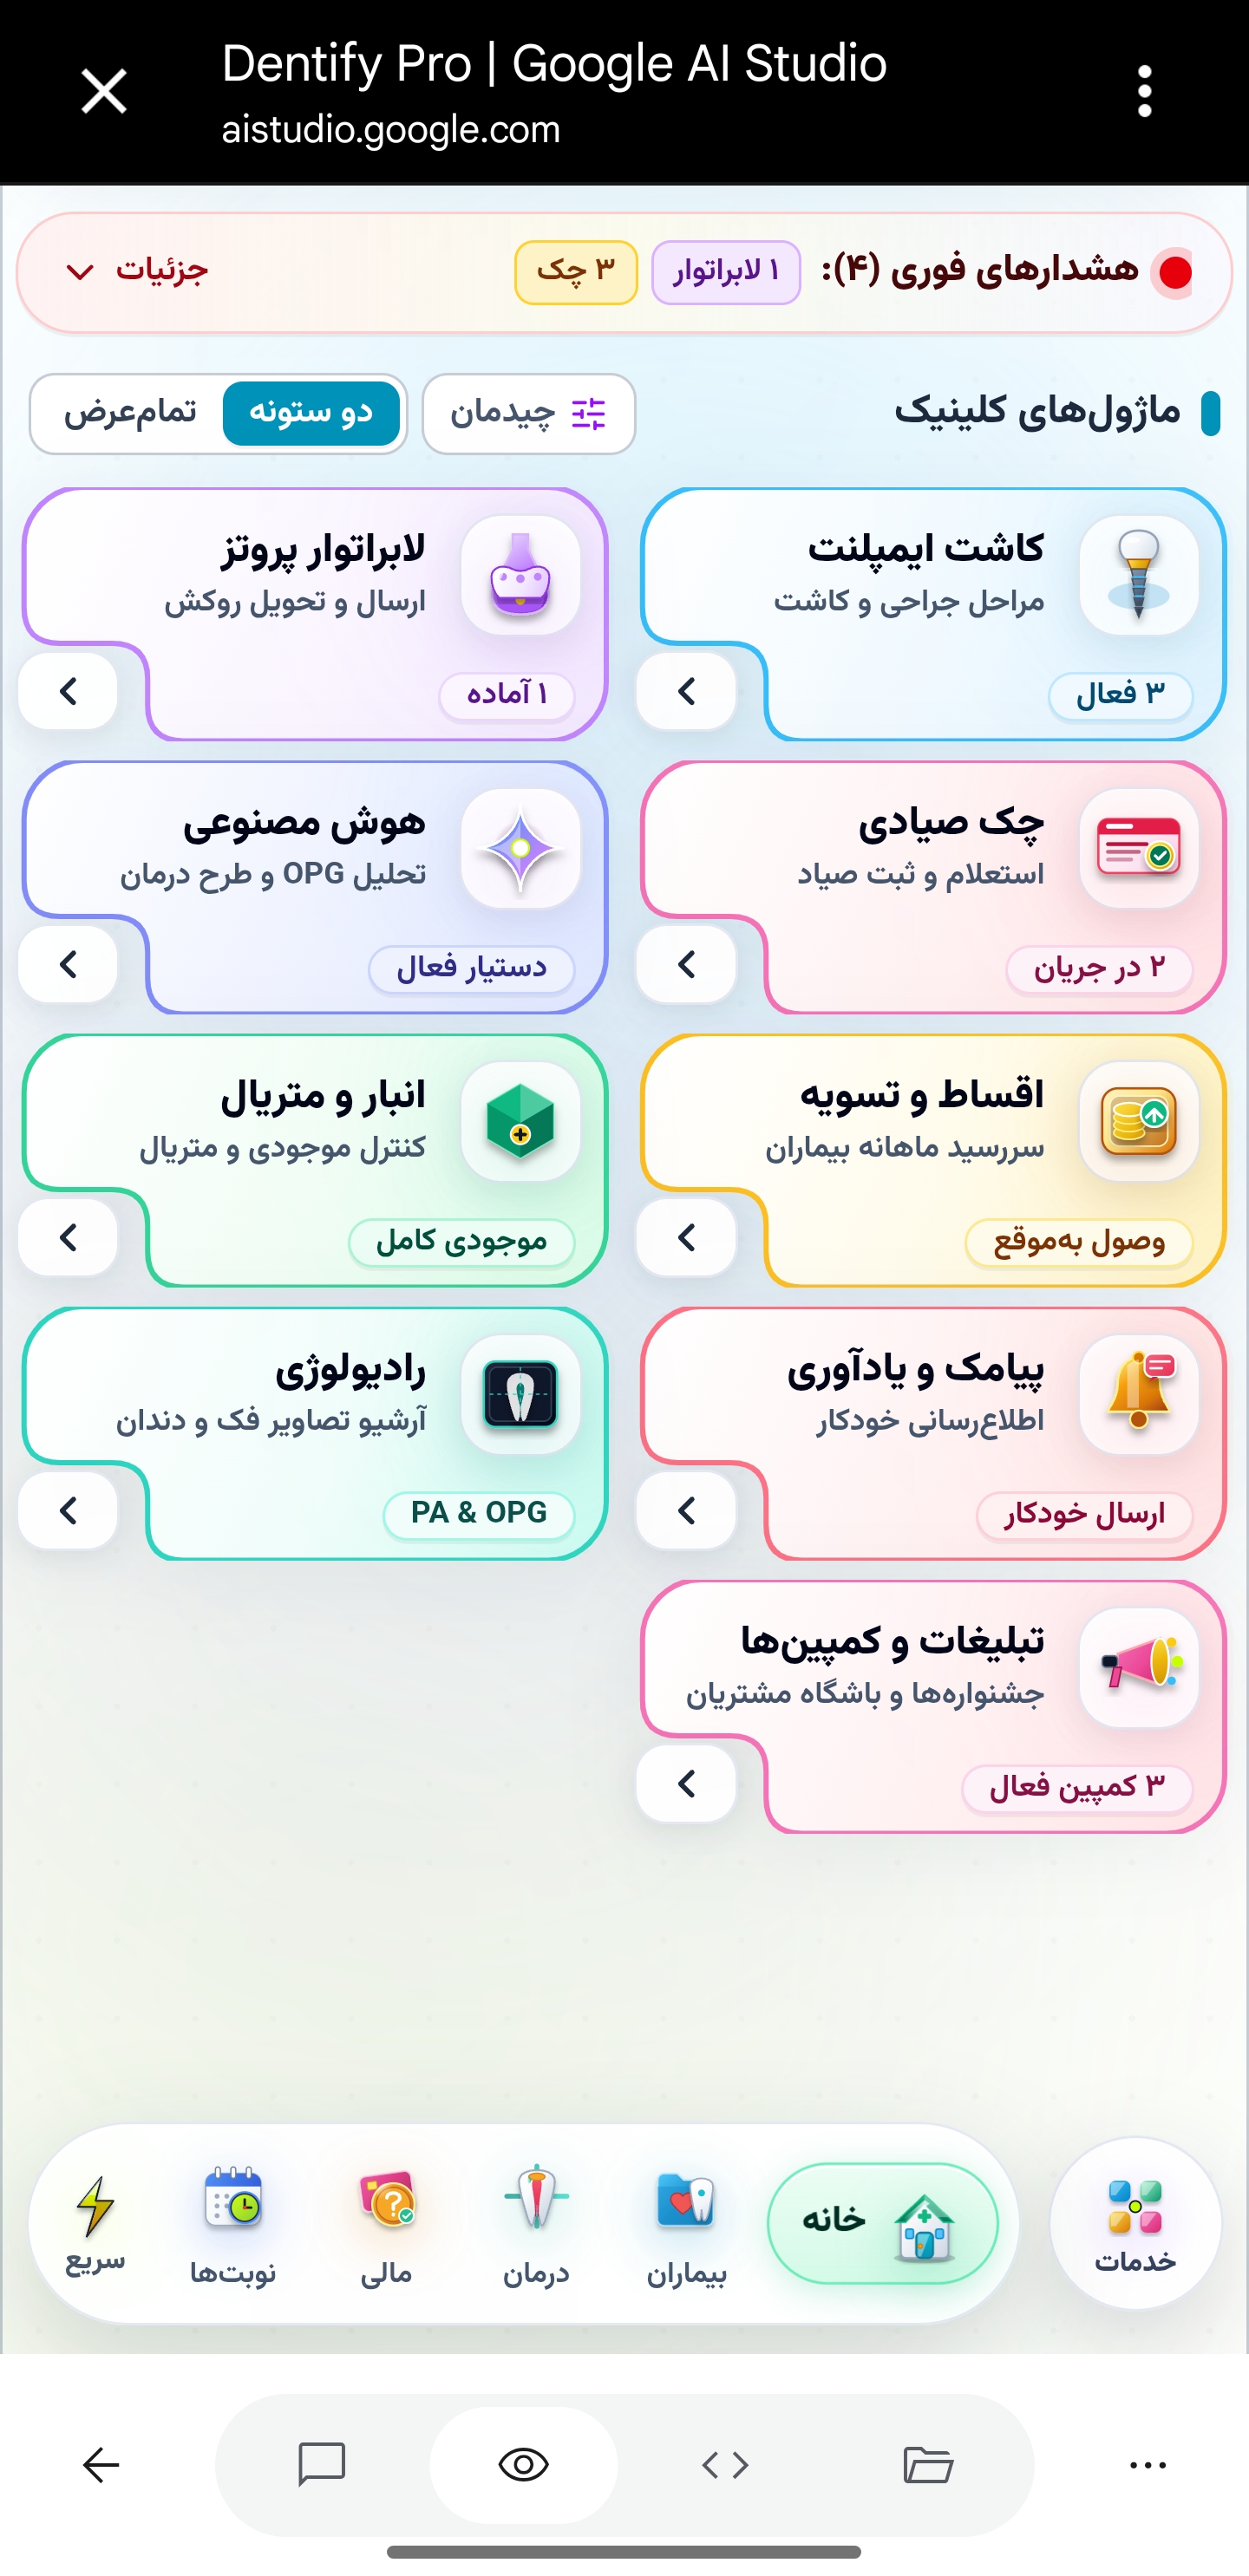 Dentify Pro | Google AI Studio
aistudio.google.com
هشدارهای فوری (۴): ۱ لابراتوار ۳ چک جزئیات
ماژول‌های کلینیک چیدمان دو ستونه تمام‌عرض
کاشت ایمپلنت
مراحل جراحی و کاشت
۳ فعال
لابراتوار پروتز
ارسال و تحویل روکش
۱ آماده
چک صیادی
استعلام و ثبت صیاد
۲ در جریان
هوش مصنوعی
تحلیل OPG و طرح درمان
دستیار فعال
اقساط و تسویه
سررسید ماهانه بیماران
وصول به‌موقع
انبار و متریال
کنترل موجودی و متریال
موجودی کامل
پیامک و یادآوری
اطلاع‌رسانی خودکار
ارسال خودکار
رادیولوژی
آرشیو تصاویر فک و دندان
PA & OPG
تبلیغات و کمپین‌ها
جشنواره‌ها و باشگاه مشتریان
۳ کمپین فعال
خدمات
خانه
بیماران
درمان
مالی
نوبت‌ها
سریع